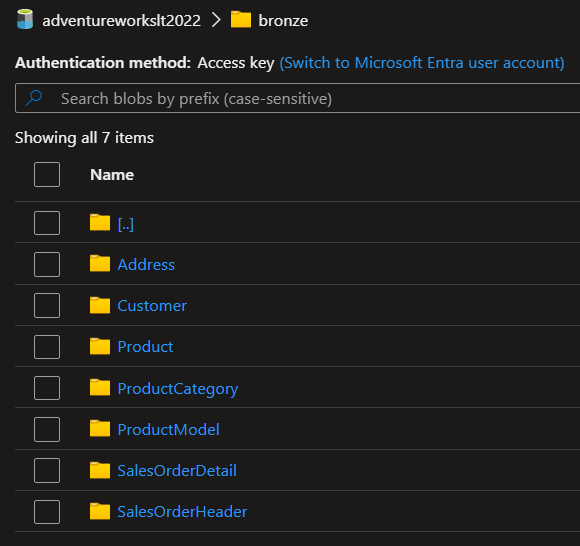 adventureworkslt2022 > bronze
Authentication method: Access key (Switch to Microsoft Entra user account)
Search blobs by prefix (case-sensitive)
Showing all 7 items
Name
[..]
Address
Customer
Product
ProductCategory
ProductModel
SalesOrderDetail
SalesOrderHeader